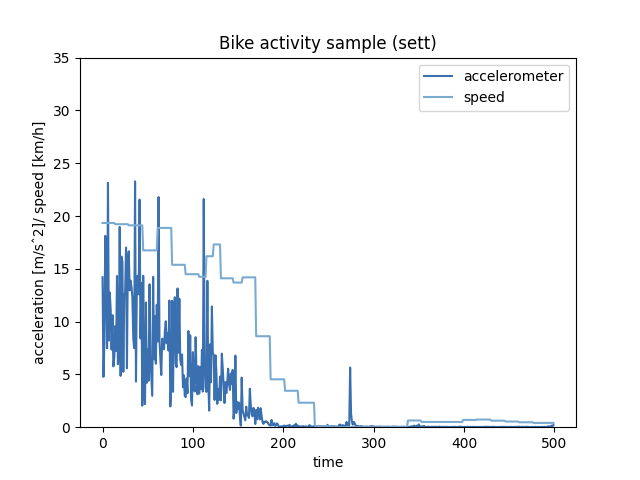 Bike activity sample (sett)
accelerometer
speed
35
30
25
20
15
10
5
0
acceleration [m/s^2]/ speed [km/h]
0 100 200 300 400 500
time